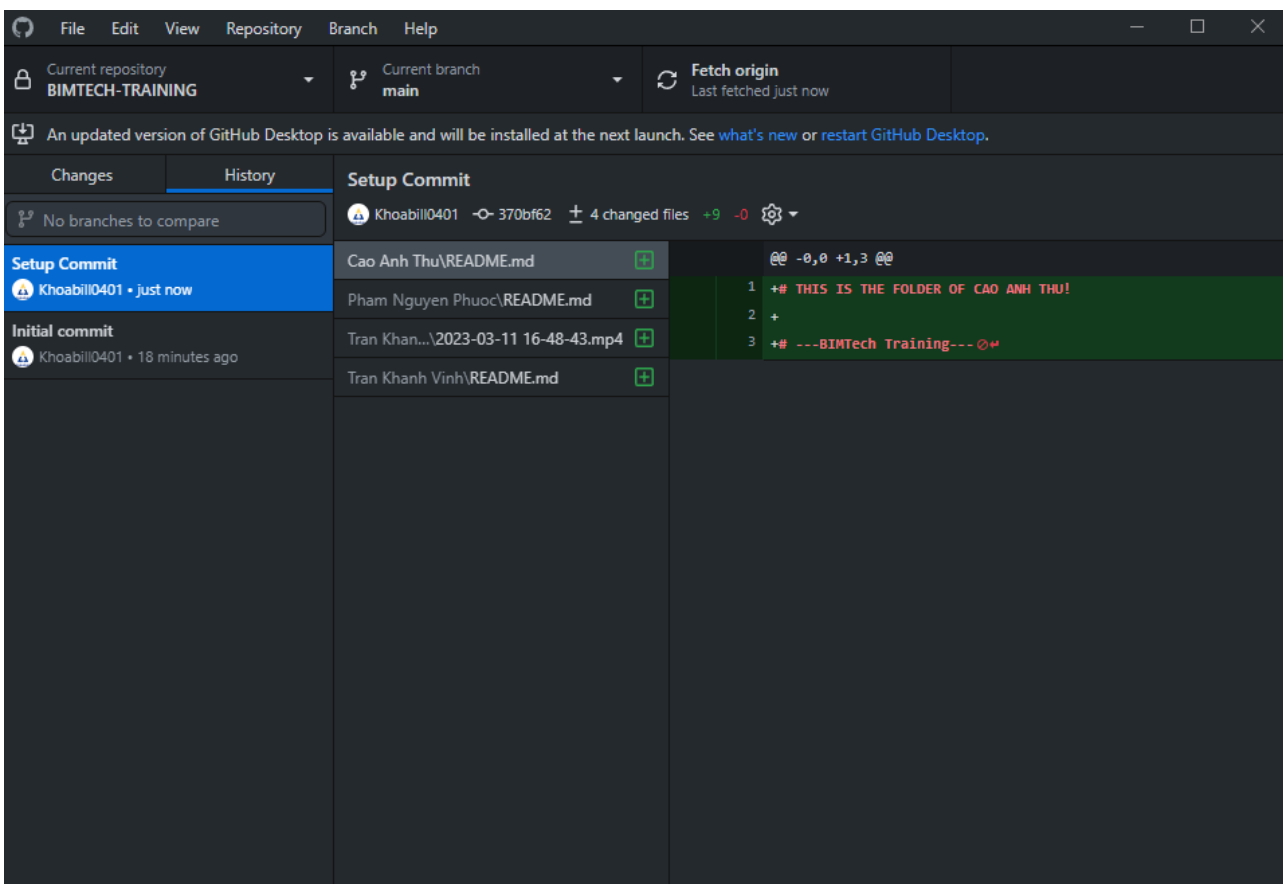 File Edit View Repository Branch Help
Current repository
BIMTECH-TRAINING
Current branch
main
Fetch origin
Last fetched just now
An updated version of GitHub Desktop is available and will be installed at the next launch. See what's new or restart GitHub Desktop.
Changes History
No branches to compare
Setup Commit
Khoabill0401 • just now
Initial commit
Khoabill0401 • 18 minutes ago
Setup Commit
Khoabill0401 370bf62 4 changed files +9 -0
Cao Anh Thu\README.md
Pham Nguyen Phuoc\README.md
Tran Khan...\2023-03-11 16-48-43.mp4
Tran Khanh Vinh\README.md
@@ -0,0 +1,3 @@
1 +# THIS IS THE FOLDER OF CAO ANH THU!
2 +
3 +# ---BIMTech Training---